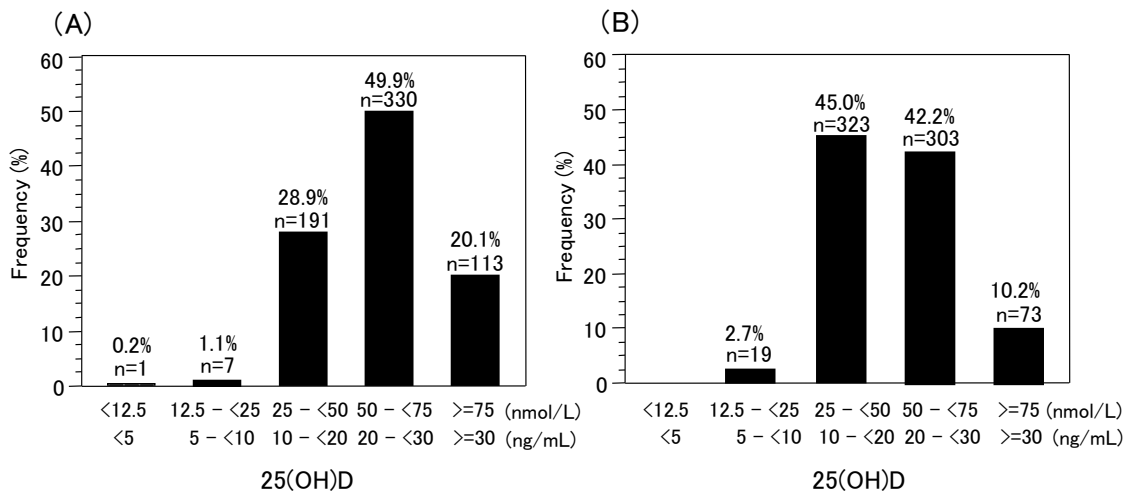 (A)
60
50
40
30
20
10
0
Frequency (%)
0.2%
n=1
1.1%
n=7
28.9%
n=191
49.9%
n=330
20.1%
n=113
<12.5 12.5 - <25 25 - <50 50 - <75 >=75 (nmol/L)
<5 5 - <10 10 - <20 20 - <30 >=30 (ng/mL)
25(OH)D
(B)
60
50
40
30
20
10
0
Frequency (%)
2.7%
n=19
45.0%
n=323
42.2%
n=303
10.2%
n=73
<12.5 12.5 - <25 25 - <50 50 - <75 >=75 (nmol/L)
<5 5 - <10 10 - <20 20 - <30 >=30 (ng/mL)
25(OH)D